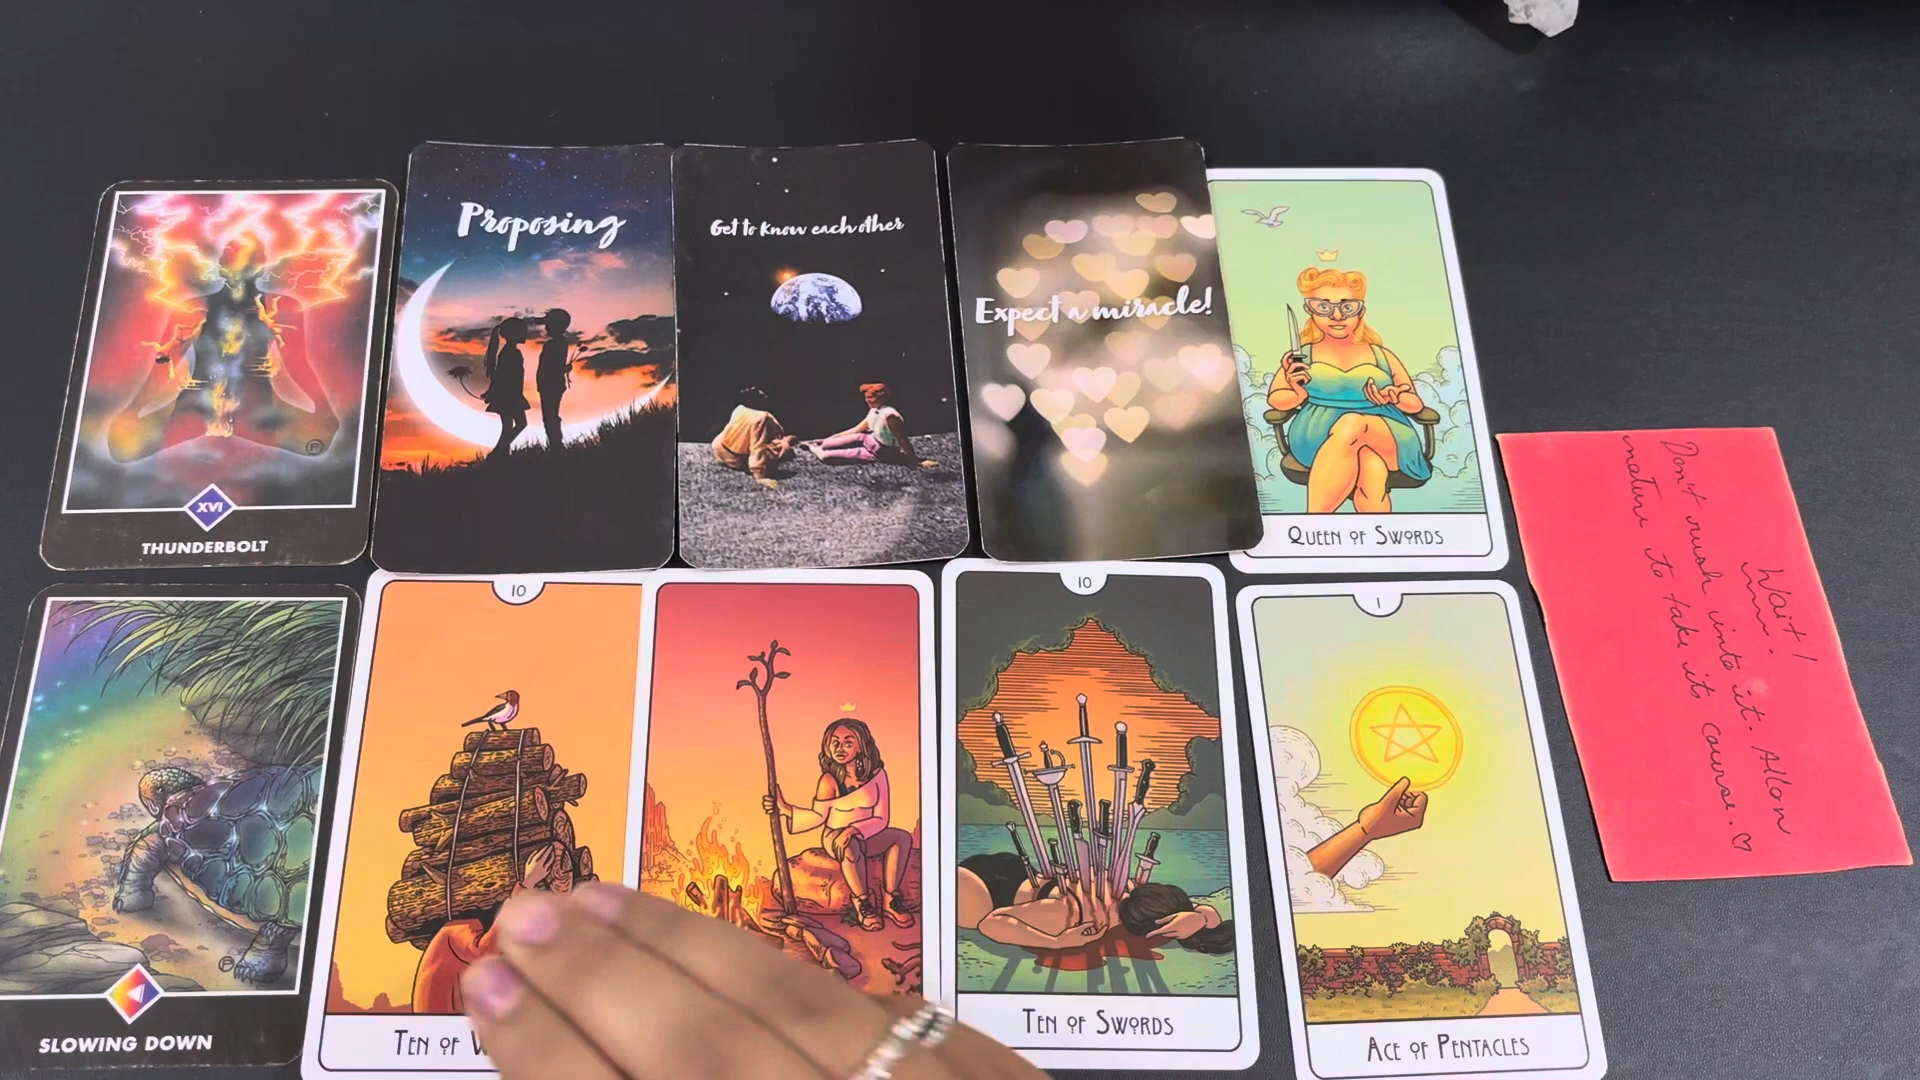 XVI
THUNDERBOLT
Proposing
Get to know each other
Expect a miracle!
QUEEN OF SWORDS
SLOWING DOWN
10
TEN OF W
10
TEN OF SWORDS
1
ACE OF PENTACLES
Wait!
Don't rush into it. Allow
nature to take its course. ♡